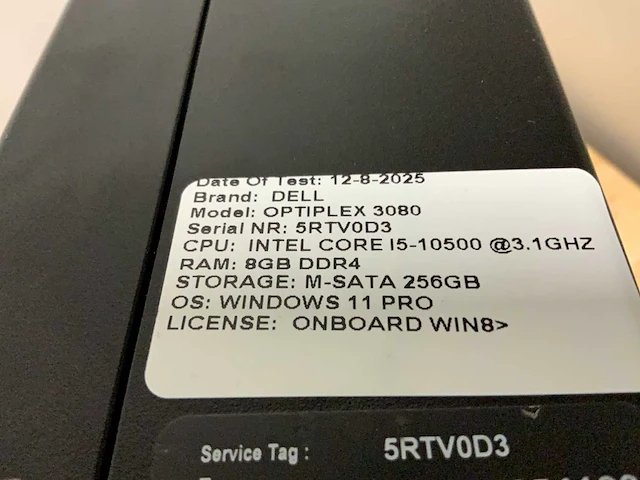 Date Of Test: 12-8-2025
Brand: DELL
Model: OPTIPLEX 3080
Serial NR: 5RTV0D3
CPU: INTEL CORE I5-10500 @3.1GHZ
RAM: 8GB DDR4
STORAGE: M-SATA 256GB
OS: WINDOWS 11 PRO
LICENSE: ONBOARD WIN8>
Service Tag : 5RTV0D3